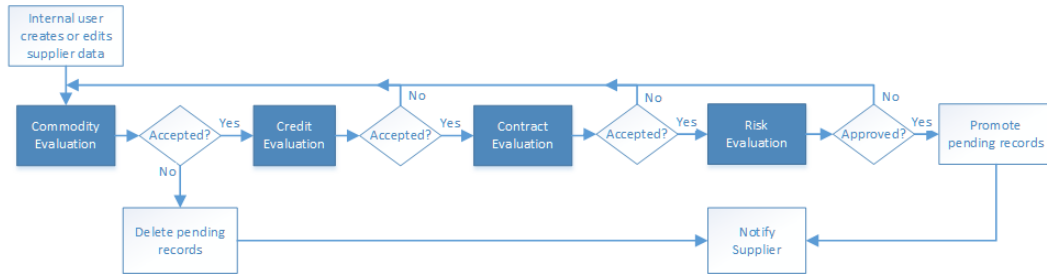 Internal user
creates or edits
supplier data
No
No
No
Commodity
Evaluation
Accepted?
Yes
Credit
Evaluation
Accepted?
Yes
Contract
Evaluation
Accepted?
Yes
Risk
Evaluation
Approved?
Yes
Promote
pending records
No
Delete pending
records
Notify
Supplier